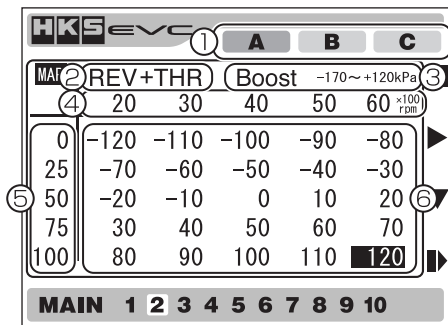 HKS EVC ① A B C
MAP ② REV+THR Boost -170～+120kPa ③
④ 20 30 40 50 60 ×100rpm
0 -120 -110 -100 -90 -80
25 -70 -60 -50 -40 -30
⑤ 50 -20 -10 0 10 20 ⑥
75 30 40 50 60 70
100 80 90 100 110 120
MAIN 1 2 3 4 5 6 7 8 9 10